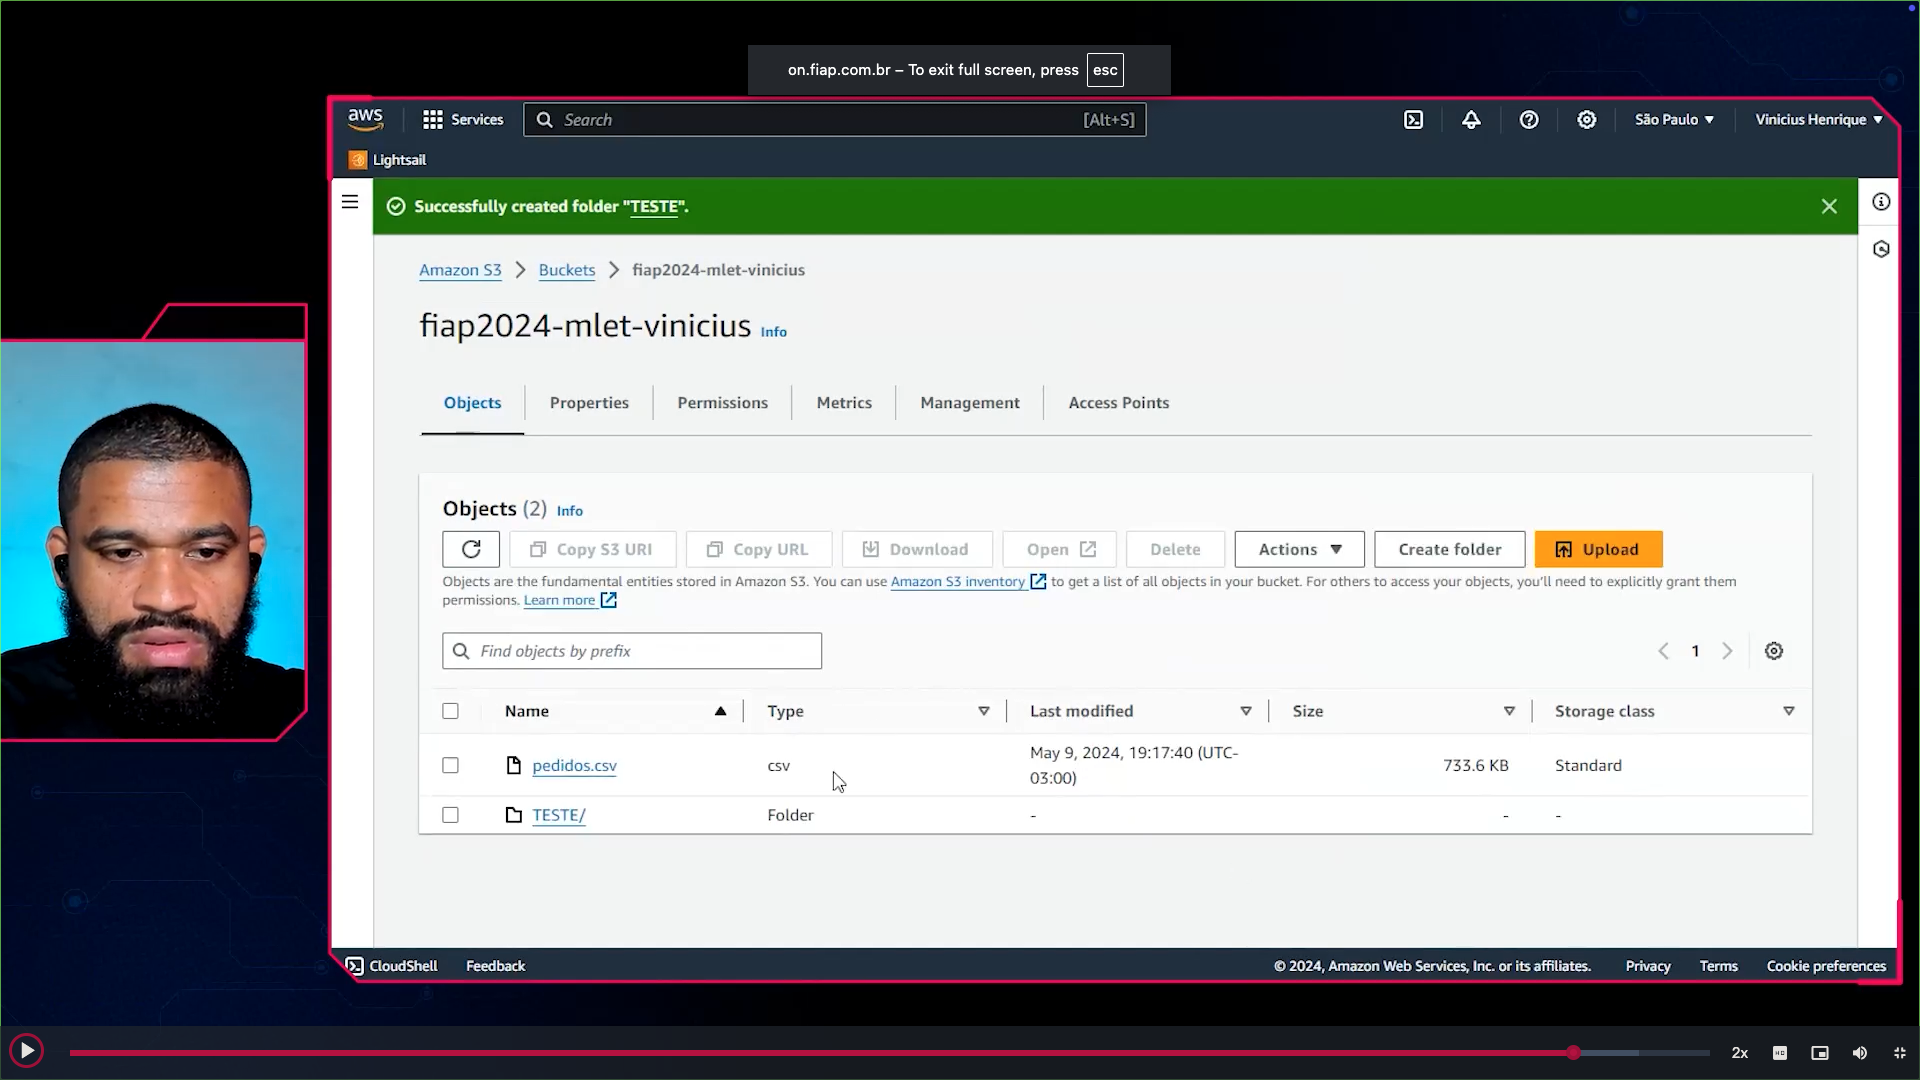 on.fiap.com.br – To exit full screen, press esc
aws
Services
Search
[Alt+S]
São Paulo
Vinicius Henrique
Lightsail
Successfully created folder "TESTE".
Amazon S3
Buckets
fiap2024-mlet-vinicius
fiap2024-mlet-vinicius Info
Objects
Properties
Permissions
Metrics
Management
Access Points
Objects (2) Info
Copy S3 URI
Copy URL
Download
Open
Delete
Actions
Create folder
Upload
Objects are the fundamental entities stored in Amazon S3. You can use Amazon S3 inventory to get a list of all objects in your bucket. For others to access your objects, you'll need to explicitly grant them
permissions. Learn more
Find objects by prefix
1
Name
Type
Last modified
Size
Storage class
pedidos.csv
csv
May 9, 2024, 19:17:40 (UTC-
03:00)
733.6 KB
Standard
TESTE/
Folder
-
-
-
CloudShell
Feedback
© 2024, Amazon Web Services, Inc. or its affiliates.
Privacy
Terms
Cookie preferences
2x
HD